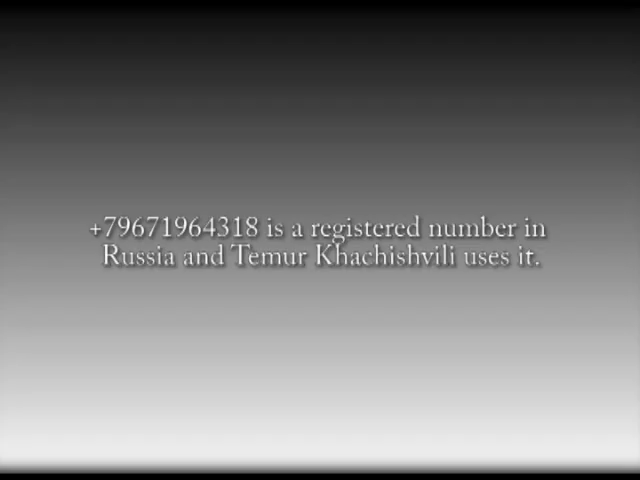 +79671964318 is a registered number in
Russia and Temur Khachishvili uses it.